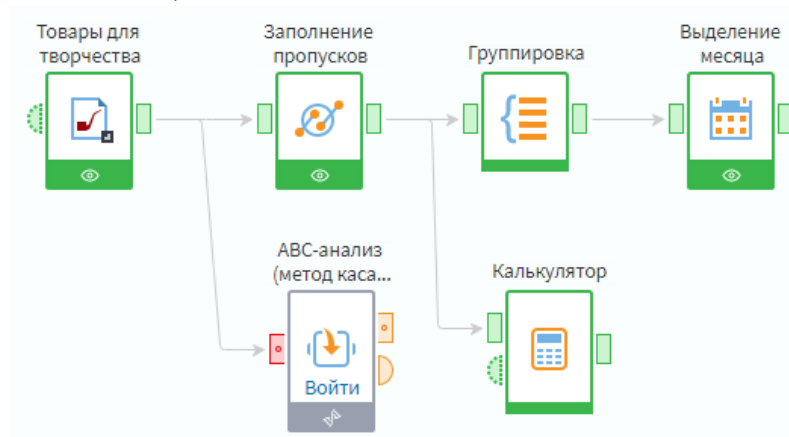 Товары для
творчества
Заполнение
пропусков
Группировка
Выделение
месяца
ABC-анализ
(метод каса...
Войти
Калькулятор